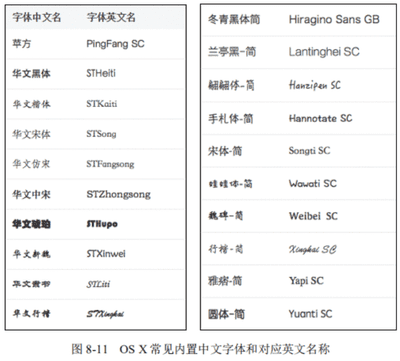 字体中文名 字体英文名
苹方 PingFang SC
华文黑体 STHeiti
华文楷体 STKaiti
华文宋体 STSong
华文仿宋 STFangsong
华文中宋 STZhongsong
华文琥珀 STHupo
华文新魏 STXinwei
华文隶书 STLiti
华文行楷 STXingkai
冬青黑体简 Hiragino Sans GB
兰亭黑-简 Lantinghei SC
翩翩体-简 Hanzipen SC
手札体-简 Hannotate SC
宋体-简 Songti SC
娃娃体-简 Wawati SC
魏碑-简 Weibei SC
行楷-简 Xingkai SC
雅痞-简 Yapi SC
圆体-简 Yuanti SC
图 8-11 OS X 常见内置中文字体和对应英文名称